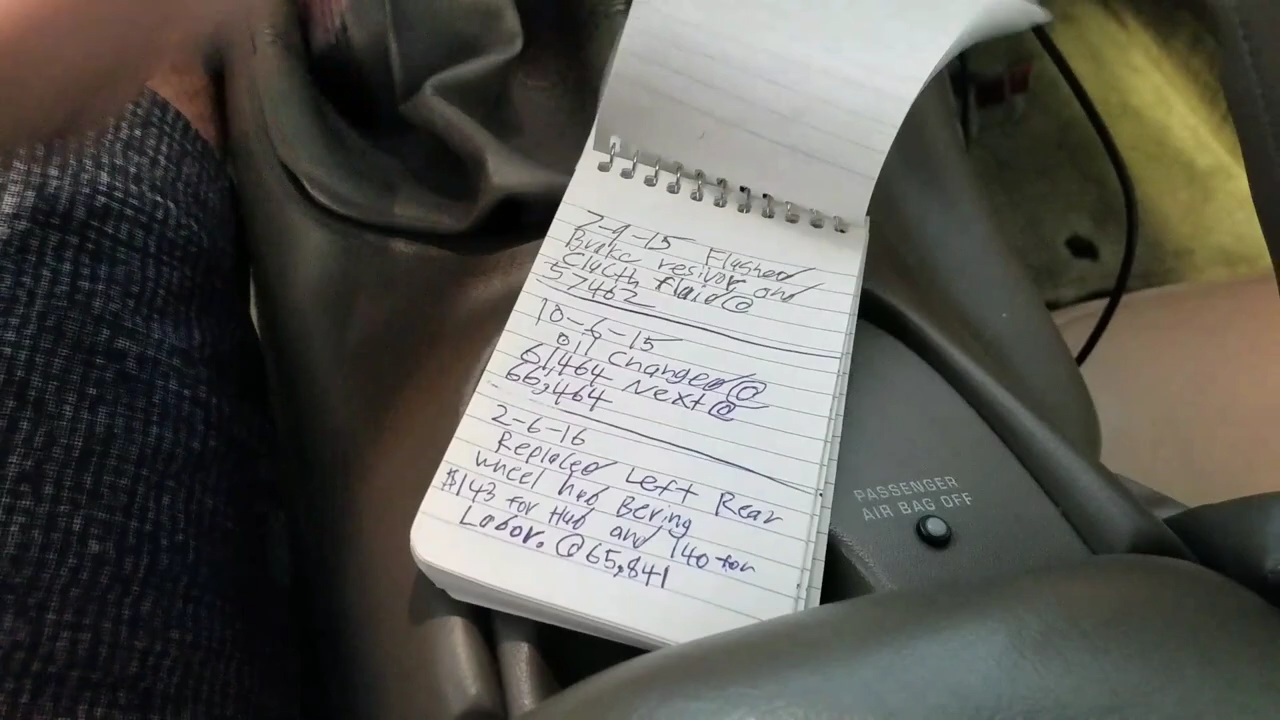 7-9-15 Flushed
Brake resivor and
Clucth fluid @
57462
10-6-15
oil Changed @
61,464 Next @
66,464
2-6-16
Replaced Left Rear
wheel hub Bering
$143 for Hub and 140 for
Labor. @ 65,841
PASSENGER
AIR BAG OFF